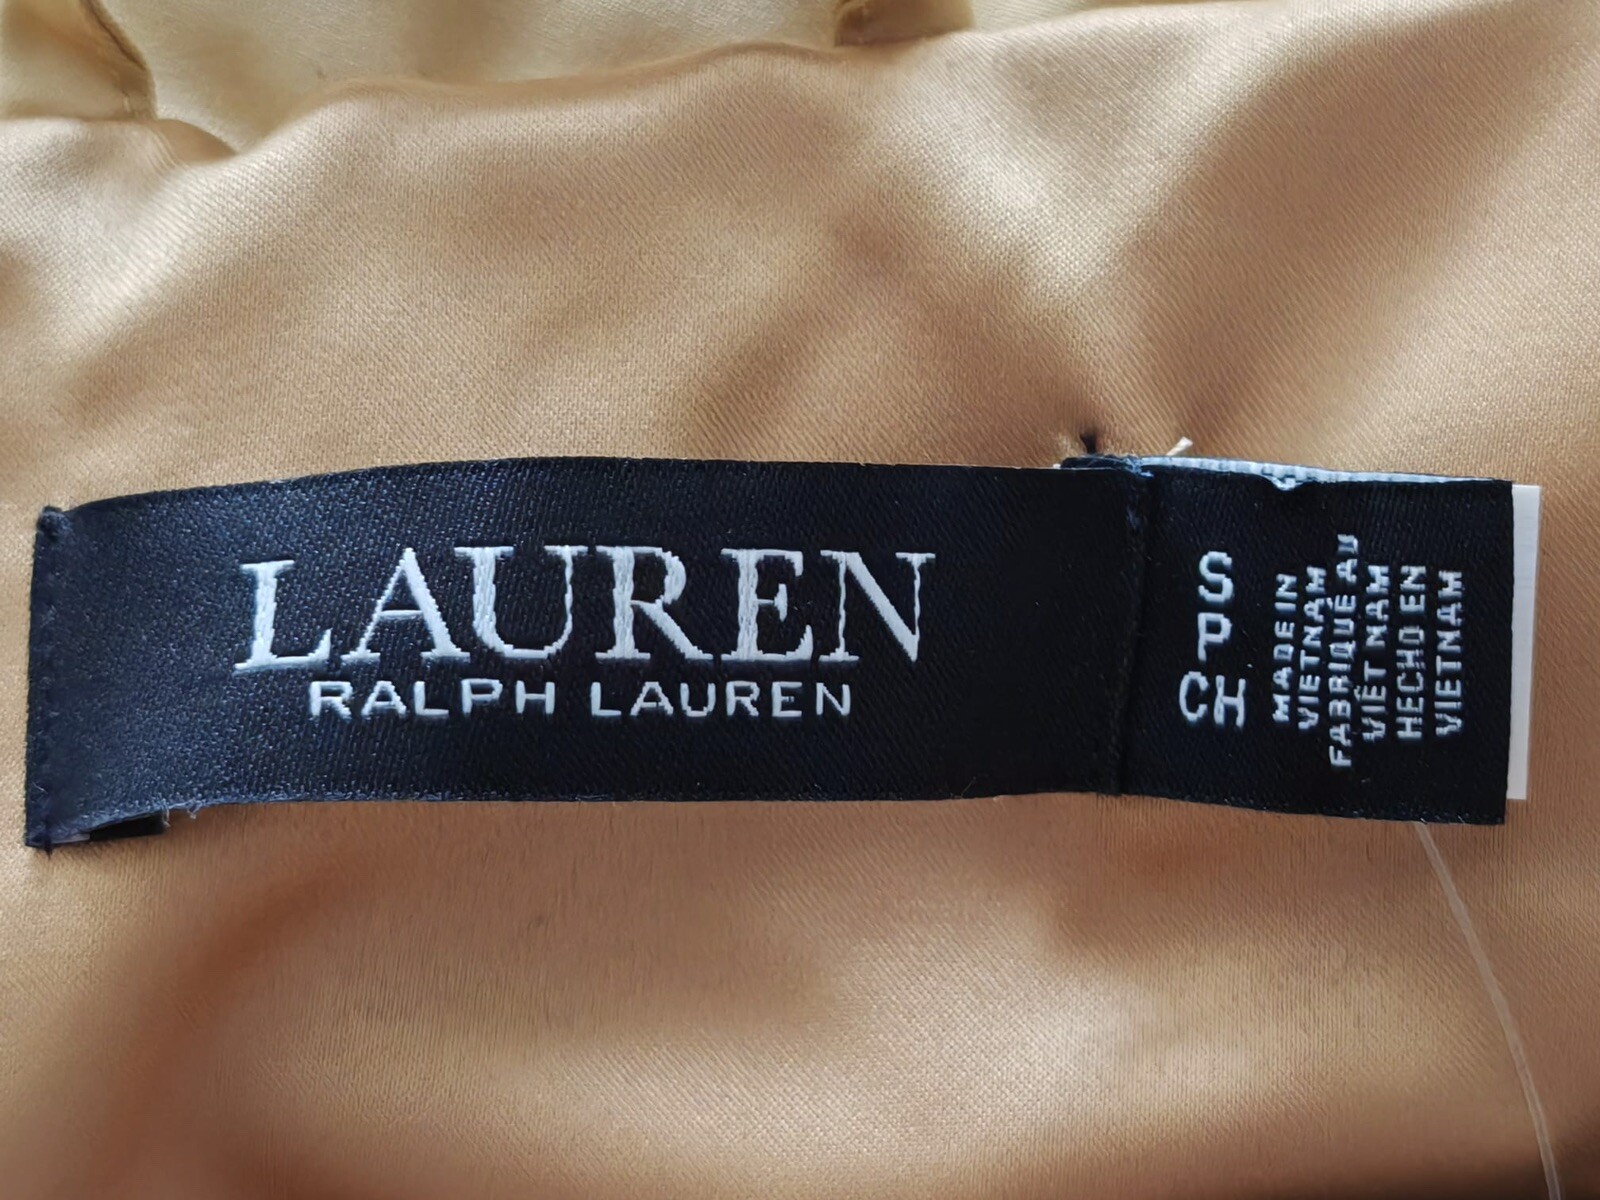 LAUREN
RALPH LAUREN
S
P
CH
MADE IN
VIETNAM
FABRIQUÉ AU
VIÊT NAM
HECHO EN
VIETNAM